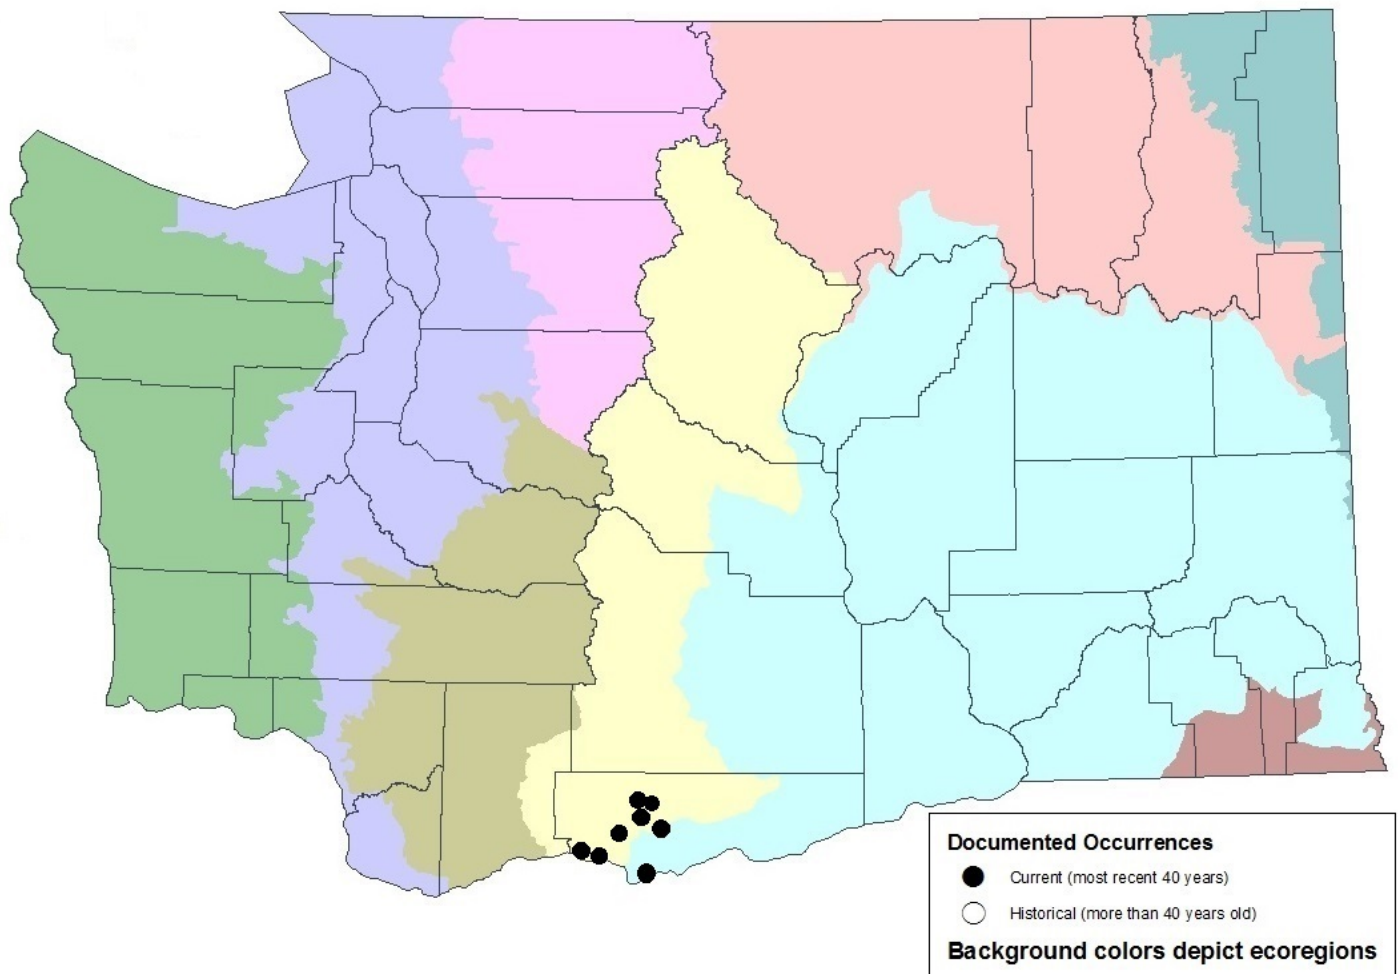 Documented Occurrences
Current (most recent 40 years)
Historical (more than 40 years old)
Background colors depict ecoregions